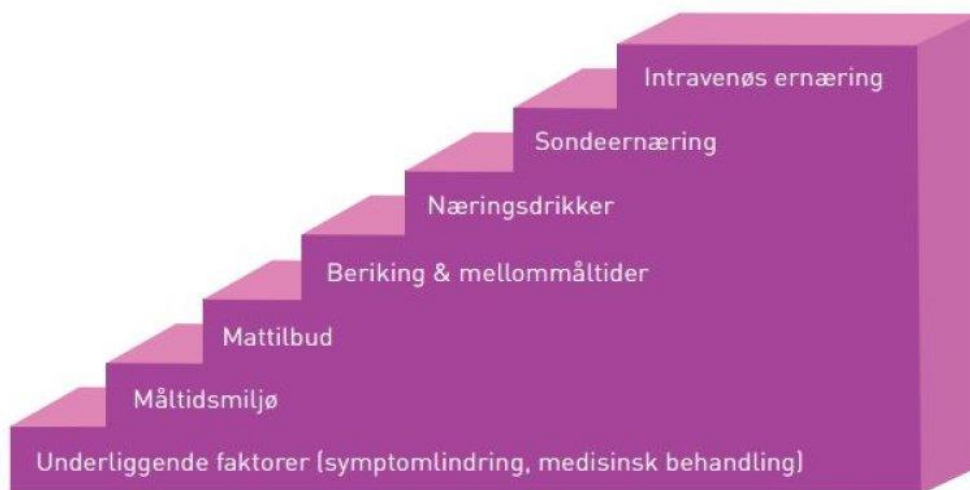 Intravenøs ernæring
Sondeernæring
Næringsdrikker
Beriking & mellommåltider
Mattilbud
Måltidsmiljø
Underliggende faktorer (symptomlindring, medisinsk behandling)